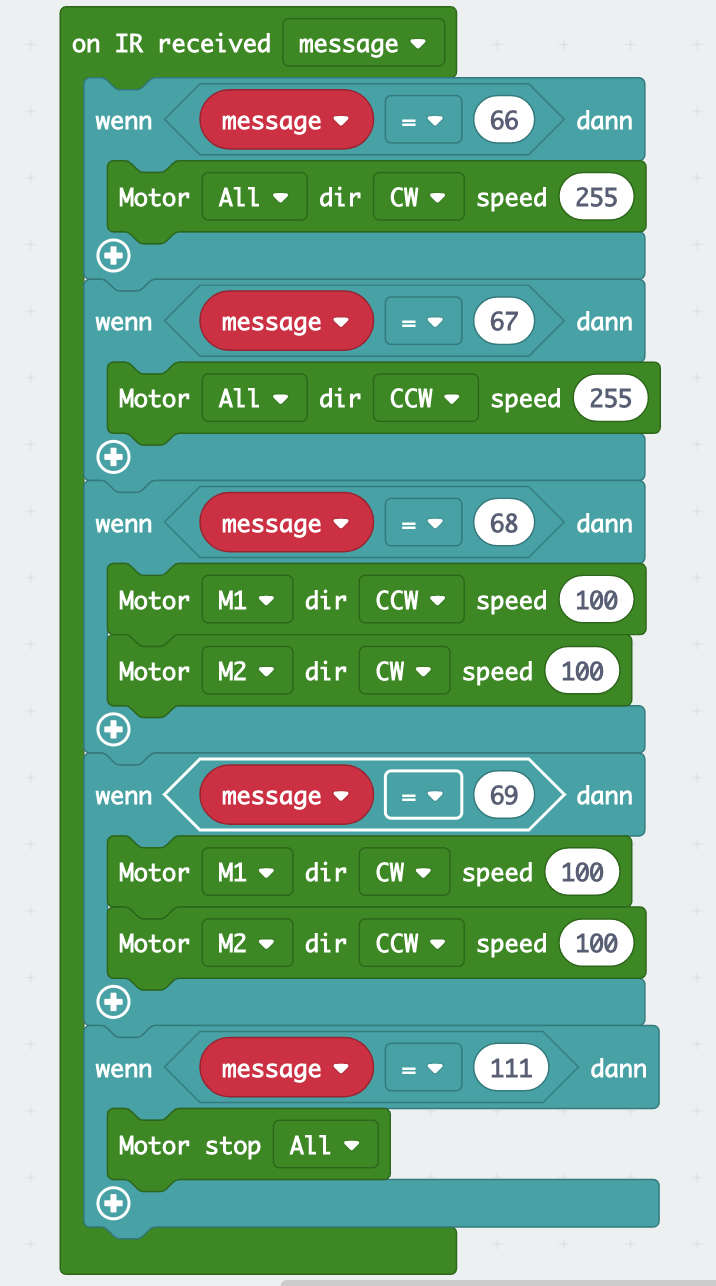 on IR received message
wenn message = 66 dann
Motor All dir CW speed 255
wenn message = 67 dann
Motor All dir CCW speed 255
wenn message = 68 dann
Motor M1 dir CCW speed 100
Motor M2 dir CW speed 100
wenn message = 69 dann
Motor M1 dir CW speed 100
Motor M2 dir CCW speed 100
wenn message = 111 dann
Motor stop All